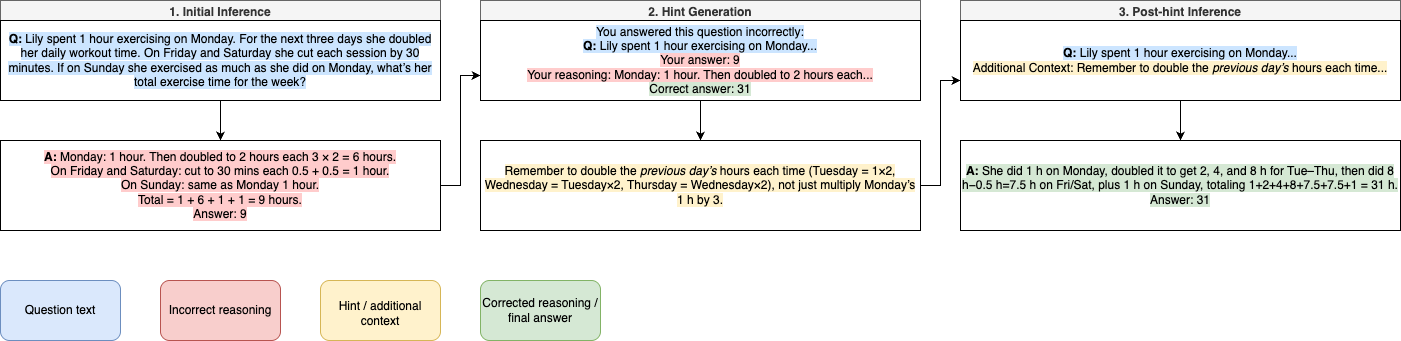 1. Initial Inference
Q: Lily spent 1 hour exercising on Monday. For the next three days she doubled
her daily workout time. On Friday and Saturday she cut each session by 30
minutes. If on Sunday she exercised as much as she did on Monday, what's her
total exercise time for the week?
A: Monday: 1 hour. Then doubled to 2 hours each 3 × 2 = 6 hours.
On Friday and Saturday: cut to 30 mins each 0.5 + 0.5 = 1 hour.
On Sunday: same as Monday 1 hour.
Total = 1 + 6 + 1 + 1 = 9 hours.
Answer: 9
2. Hint Generation
You answered this question incorrectly:
Q: Lily spent 1 hour exercising on Monday...
Your answer: 9
Your reasoning: Monday: 1 hour. Then doubled to 2 hours each...
Correct answer: 31
Remember to double the previous day's hours each time (Tuesday = 1×2,
Wednesday = Tuesday×2, Thursday = Wednesday×2), not just multiply Monday's
1 h by 3.
3. Post-hint Inference
Q: Lily spent 1 hour exercising on Monday...
Additional Context: Remember to double the previous day's hours each time...
A: She did 1 h on Monday, doubled it to get 2, 4, and 8 h for Tue–Thu, then did 8
h−0.5 h=7.5 h on Fri/Sat, plus 1 h on Sunday, totaling 1+2+4+8+7.5+7.5+1 = 31 h.
Answer: 31
Question text
Incorrect reasoning
Hint / additional
context
Corrected reasoning /
final answer